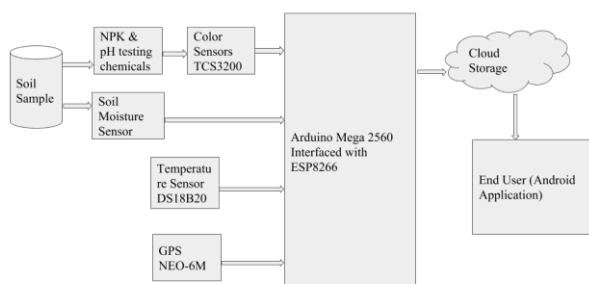 Soil
Sample
NPK &
pH testing
chemicals
Color
Sensors
TCS3200
Soil
Moisture
Sensor
Temperatu
re Sensor
DS18B20
GPS
NEO-6M
Arduino Mega 2560
Interfaced with
ESP8266
Cloud
Storage
End User (Android
Application)